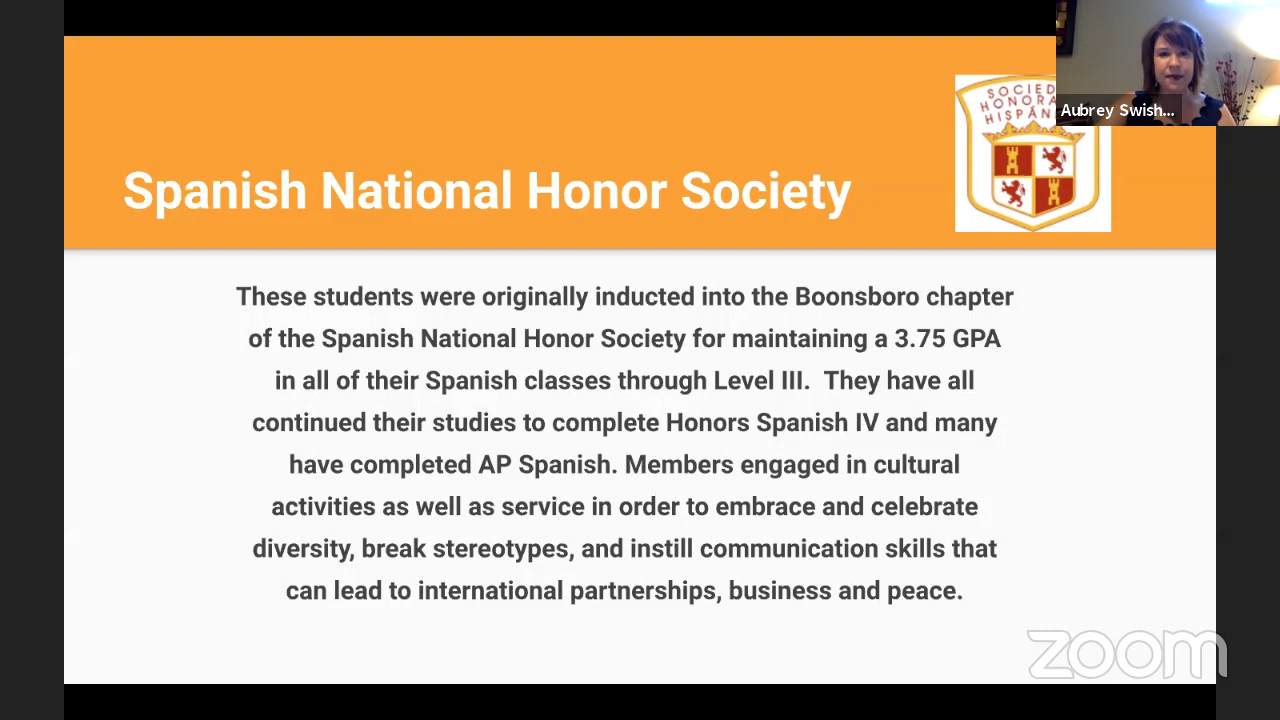 SOCIED
HONORA
HISPÁN
Aubrey Swish...
Spanish National Honor Society
These students were originally inducted into the Boonsboro chapter
of the Spanish National Honor Society for maintaining a 3.75 GPA
in all of their Spanish classes through Level III.  They have all
continued their studies to complete Honors Spanish IV and many
have completed AP Spanish. Members engaged in cultural
activities as well as service in order to embrace and celebrate
diversity, break stereotypes, and instill communication skills that
can lead to international partnerships, business and peace.
zoom